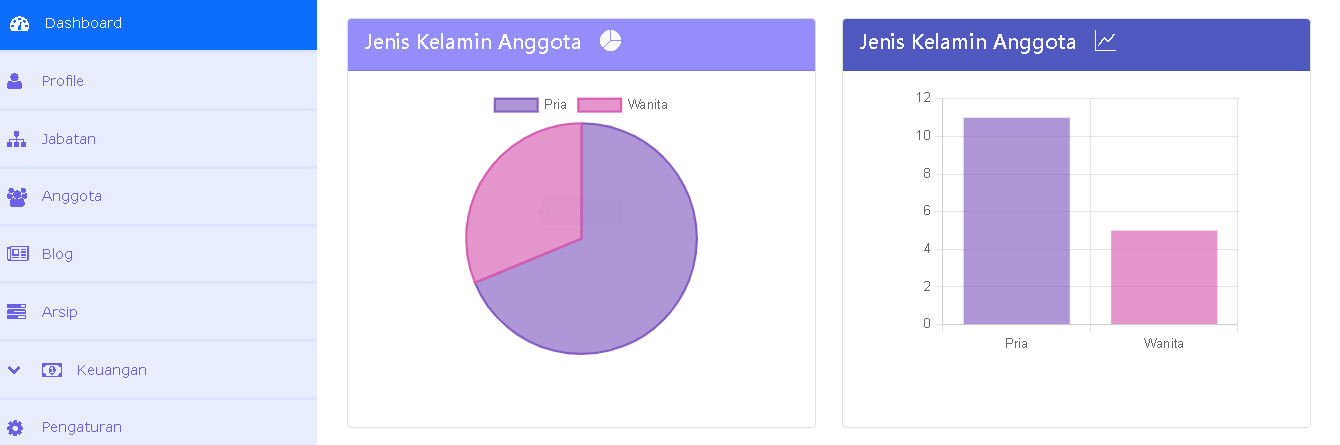 Dashboard
Profile
Jabatan
Anggota
Blog
Arsip
Keuangan
Pengaturan
Jenis Kelamin Anggota
Pria Wanita
Jenis Kelamin Anggota
12
10
8
6
4
2
0
Pria Wanita